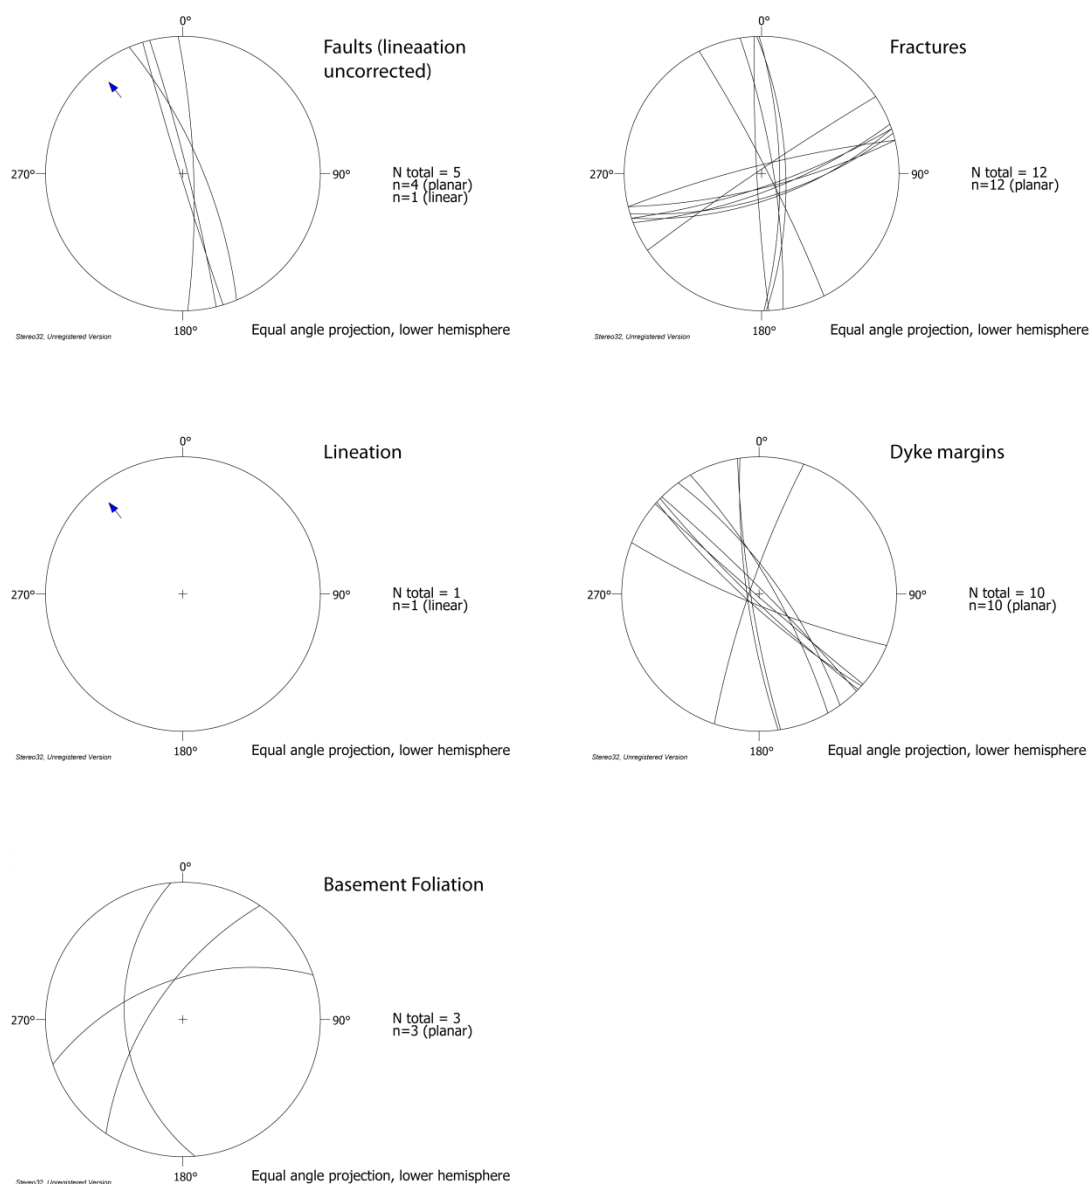 0°
Faults (lineaation
uncorrected)
270°
90°
N total = 5
n=4 (planar)
n=1 (linear)
180°
Equal angle projection, lower hemisphere
Stereo32, Unregistered Version
0°
Fractures
270°
90°
N total = 12
n=12 (planar)
180°
Equal angle projection, lower hemisphere
Stereo32, Unregistered Version
0°
Lineation
270°
90°
N total = 1
n=1 (linear)
180°
Equal angle projection, lower hemisphere
Stereo32, Unregistered Version
0°
Dyke margins
270°
90°
N total = 10
n=10 (planar)
180°
Equal angle projection, lower hemisphere
Stereo32, Unregistered Version
0°
Basement Foliation
270°
90°
N total = 3
n=3 (planar)
180°
Equal angle projection, lower hemisphere
Stereo32, Unregistered Version